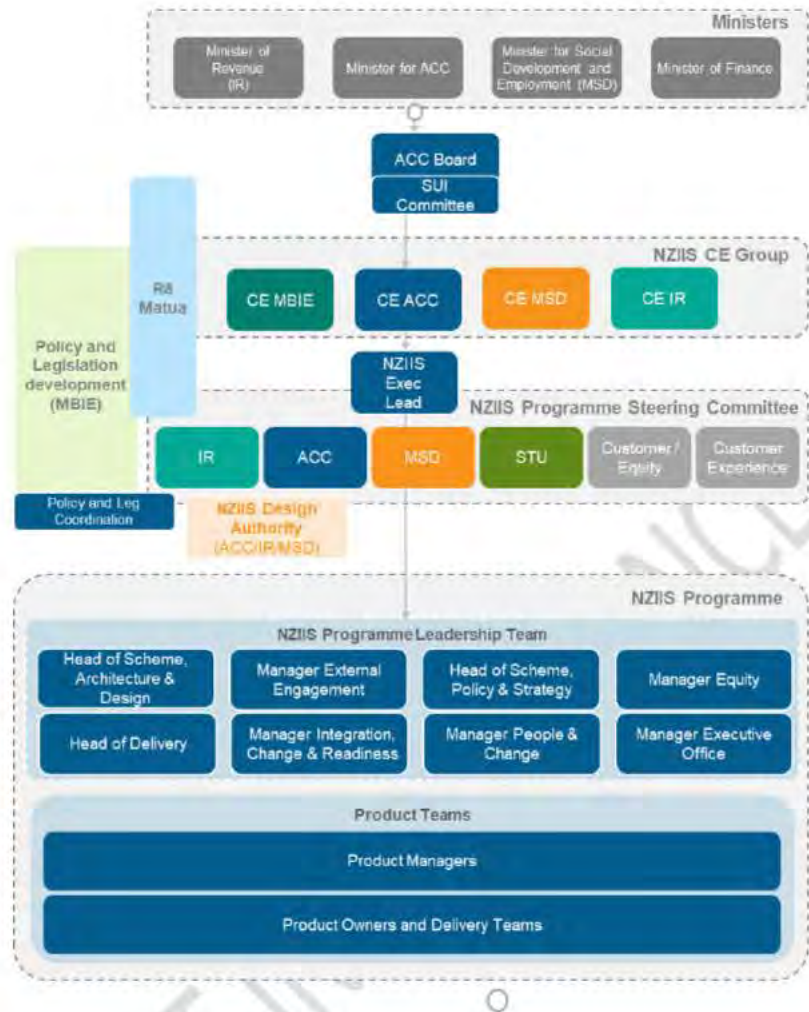 Ministers
Minister of
Revenue
(IR)
Minister for ACC
Minister for Social
Development and
Employment (MSD)
Minister of Finance
ACC Board
SUI
Committee
NZIIS CE Group
Rā
Matua
CE MBIE
CE ACC
CE MSD
CE IR
Policy and
Legislation
development
(MBIE)
NZIIS
Exec
Lead
NZIIS Programme Steering Committee
IR
ACC
MSD
STU
Customer /
Equity
Customer
Experience
Policy and Leg
Coordination
NZIIS Design
Authority
(ACC/IR/MSD)
NZIIS Programme
NZIIS Programme Leadership Team
Head of Scheme,
Architecture &
Design
Manager External
Engagement
Head of Scheme,
Policy & Strategy
Manager Equity
Head of Delivery
Manager Integration,
Change & Readiness
Manager People &
Change
Manager Executive
Office
Product Teams
Product Managers
Product Owners and Delivery Teams